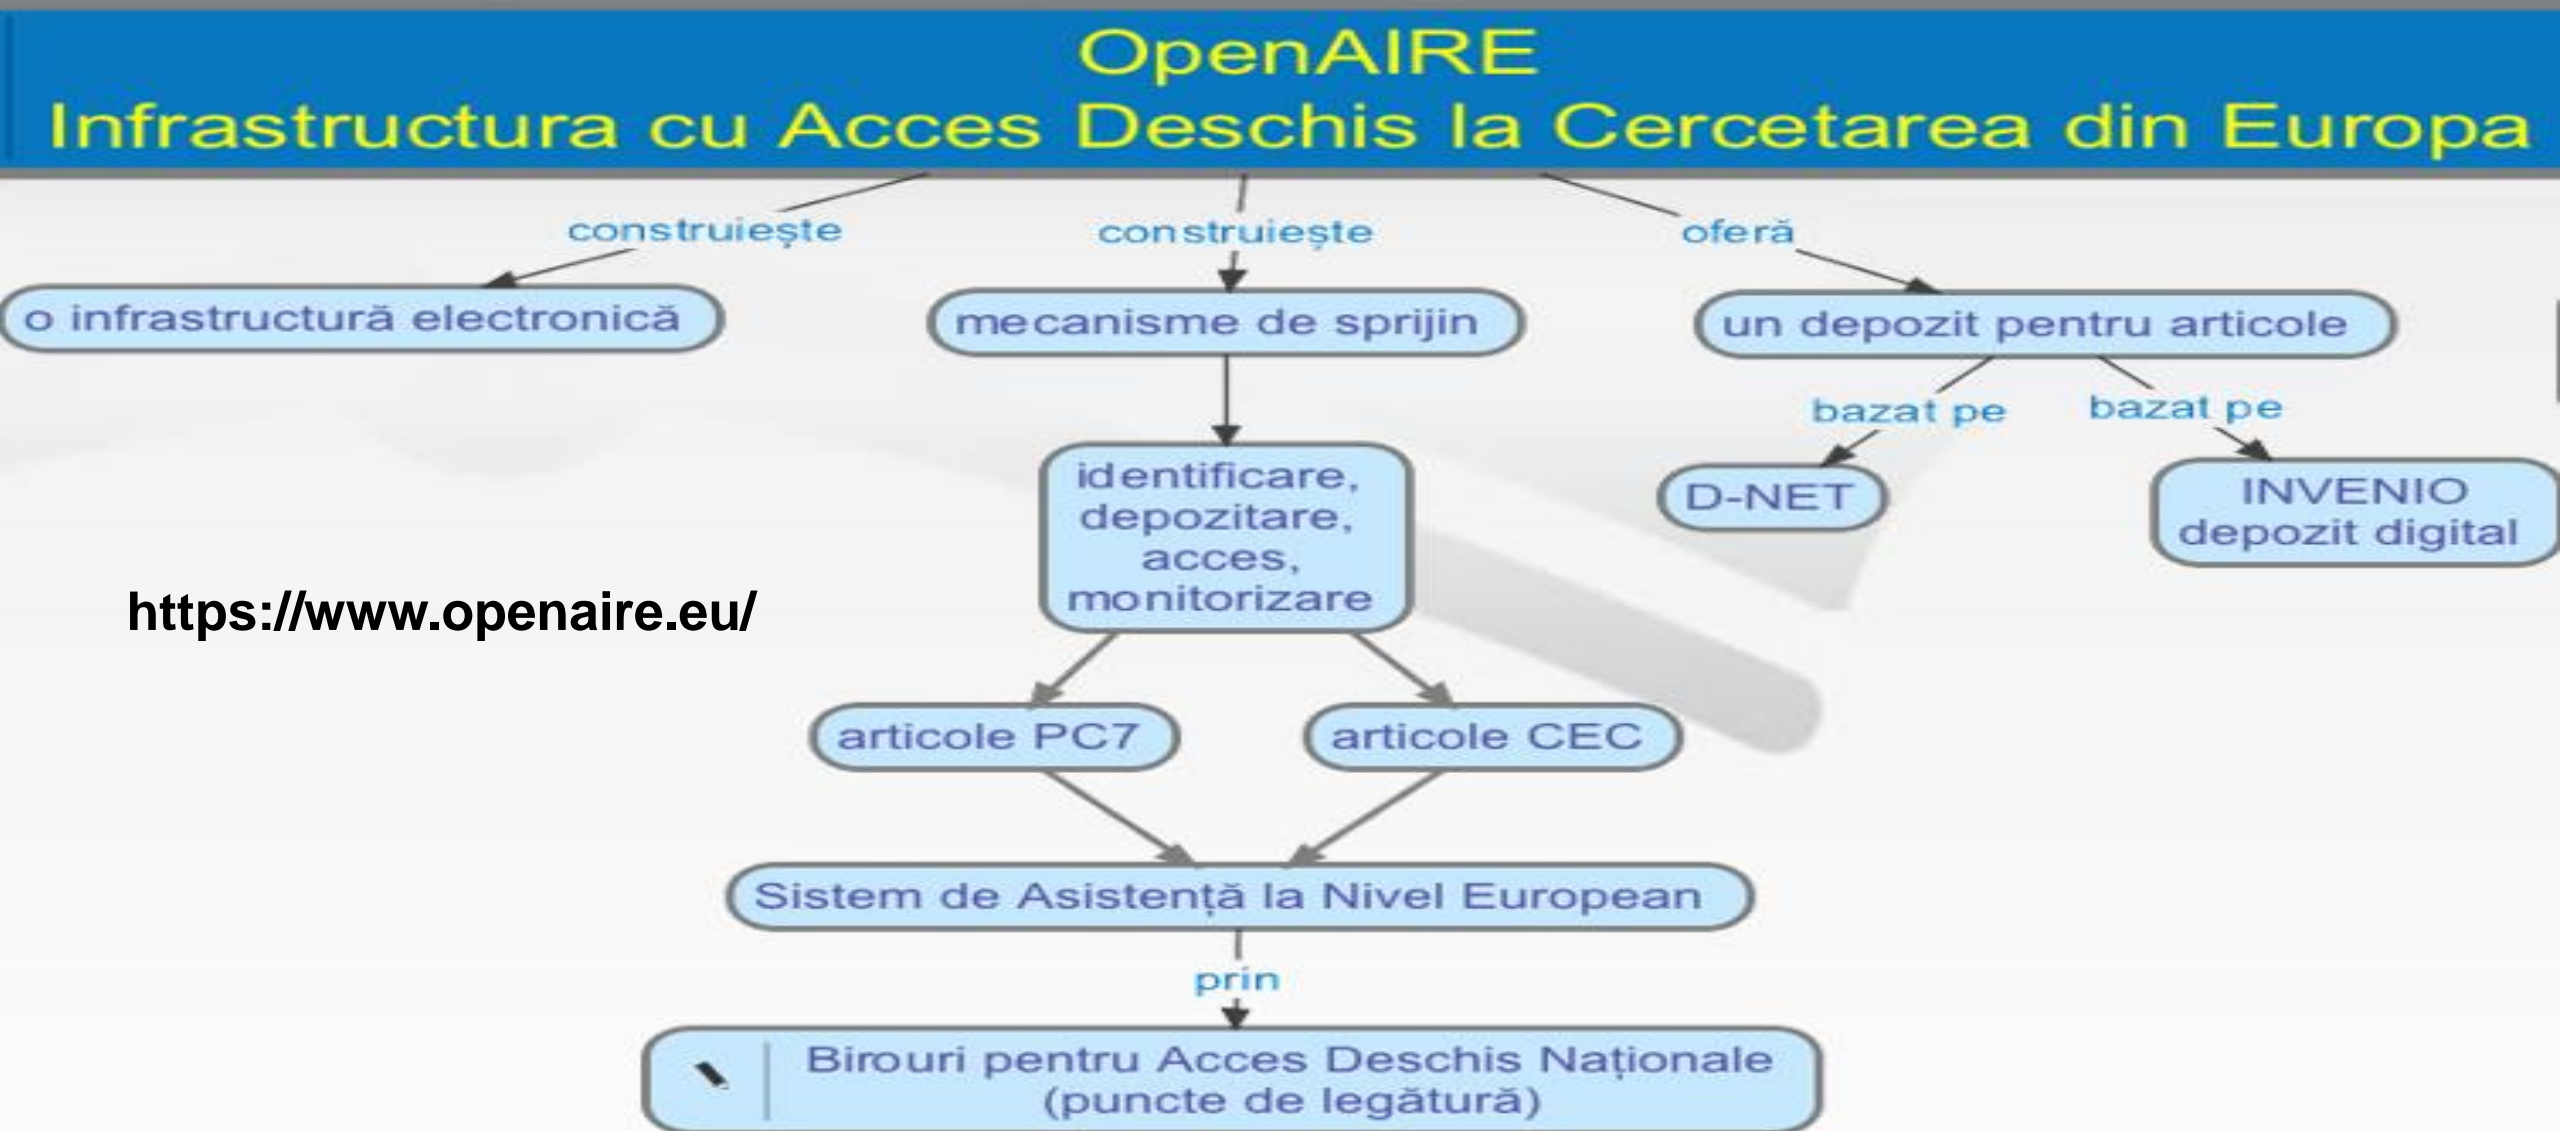 OpenAIRE
Infrastructura cu Acces Deschis la Cercetarea din Europa
construiește
construiește
oferă
o infrastructură electronică
mecanisme de sprijin
un depozit pentru articole
bazat pe
bazat pe
identificare,
depozitare,
acces,
monitorizare
D-NET
INVENIO
depozit digital
https://www.openaire.eu/
articole PC7
articole CEC
Sistem de Asistență la Nivel European
prin
Birouri pentru Acces Deschis Naționale
(puncte de legătură)